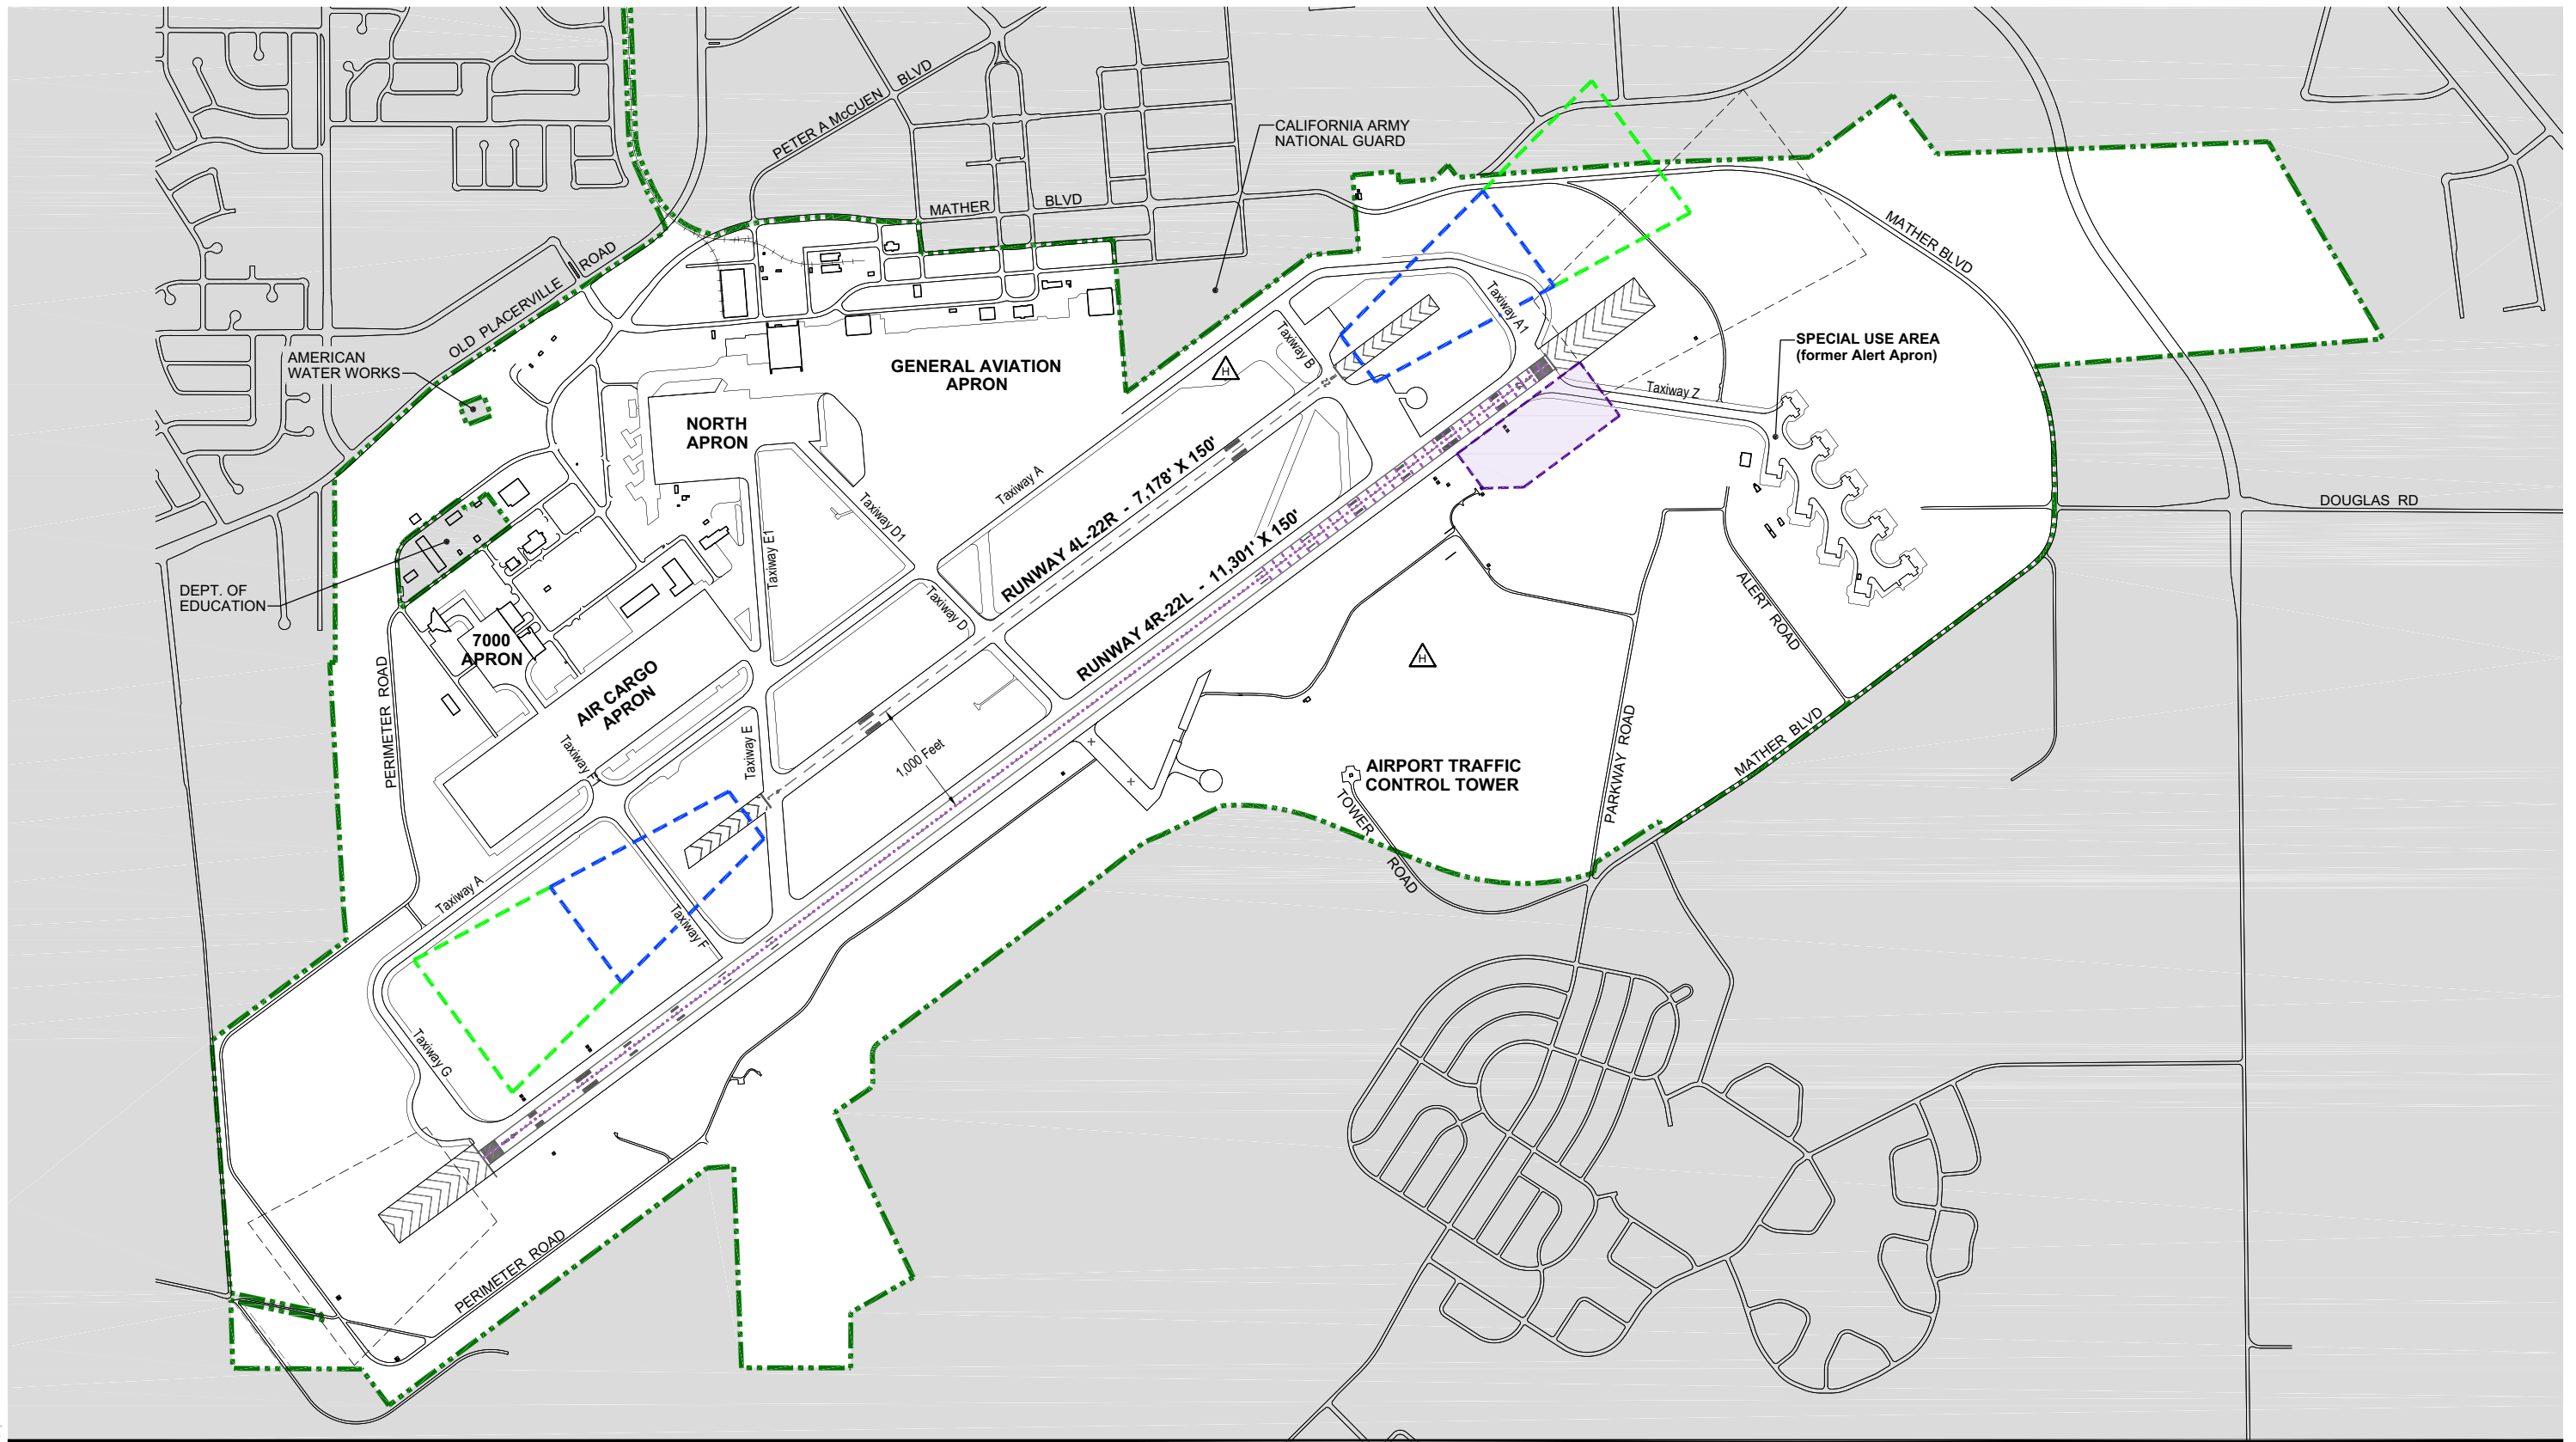 PETER A McCUEN BLVD
CALIFORNIA ARMY
NATIONAL GUARD
MATHER BLVD
MATHER BLVD
OLD PLACERVILLE ROAD
AMERICAN
WATER WORKS
GENERAL AVIATION
APRON
H
Taxiway B
Taxiway A1
SPECIAL USE AREA
(former Alert Apron)
Taxiway Z
NORTH
APRON
Taxiway A
RUNWAY 4L-22R - 7,178' X 150'
RUNWAY 4R-22L - 11,301' X 150'
DOUGLAS RD
Taxiway D1
Taxiway E1
DEPT. OF
EDUCATION
Taxiway D
ALERT ROAD
7000
APRON
H
PERIMETER ROAD
AIR CARGO
APRON
Taxiway F
Taxiway E
1,000 Feet
AIRPORT TRAFFIC
CONTROL TOWER
PARKWAY ROAD
MATHER BLVD
TOWER ROAD
Taxiway A
Taxiway F
Taxiway G
PERIMETER ROAD